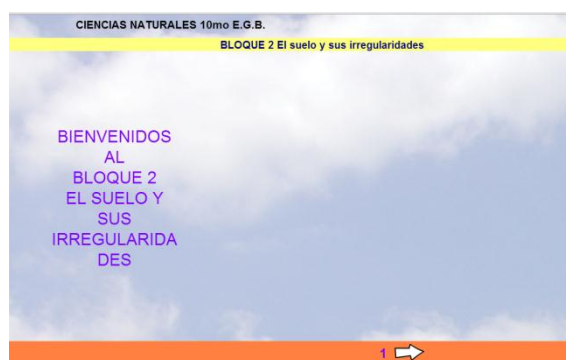 CIENCIAS NATURALES 10mo E.G.B.
BLOQUE 2 El suelo y sus irregularidades
BIENVENIDOS
AL
BLOQUE 2
EL SUELO Y
SUS
IRREGULARIDA
DES
1